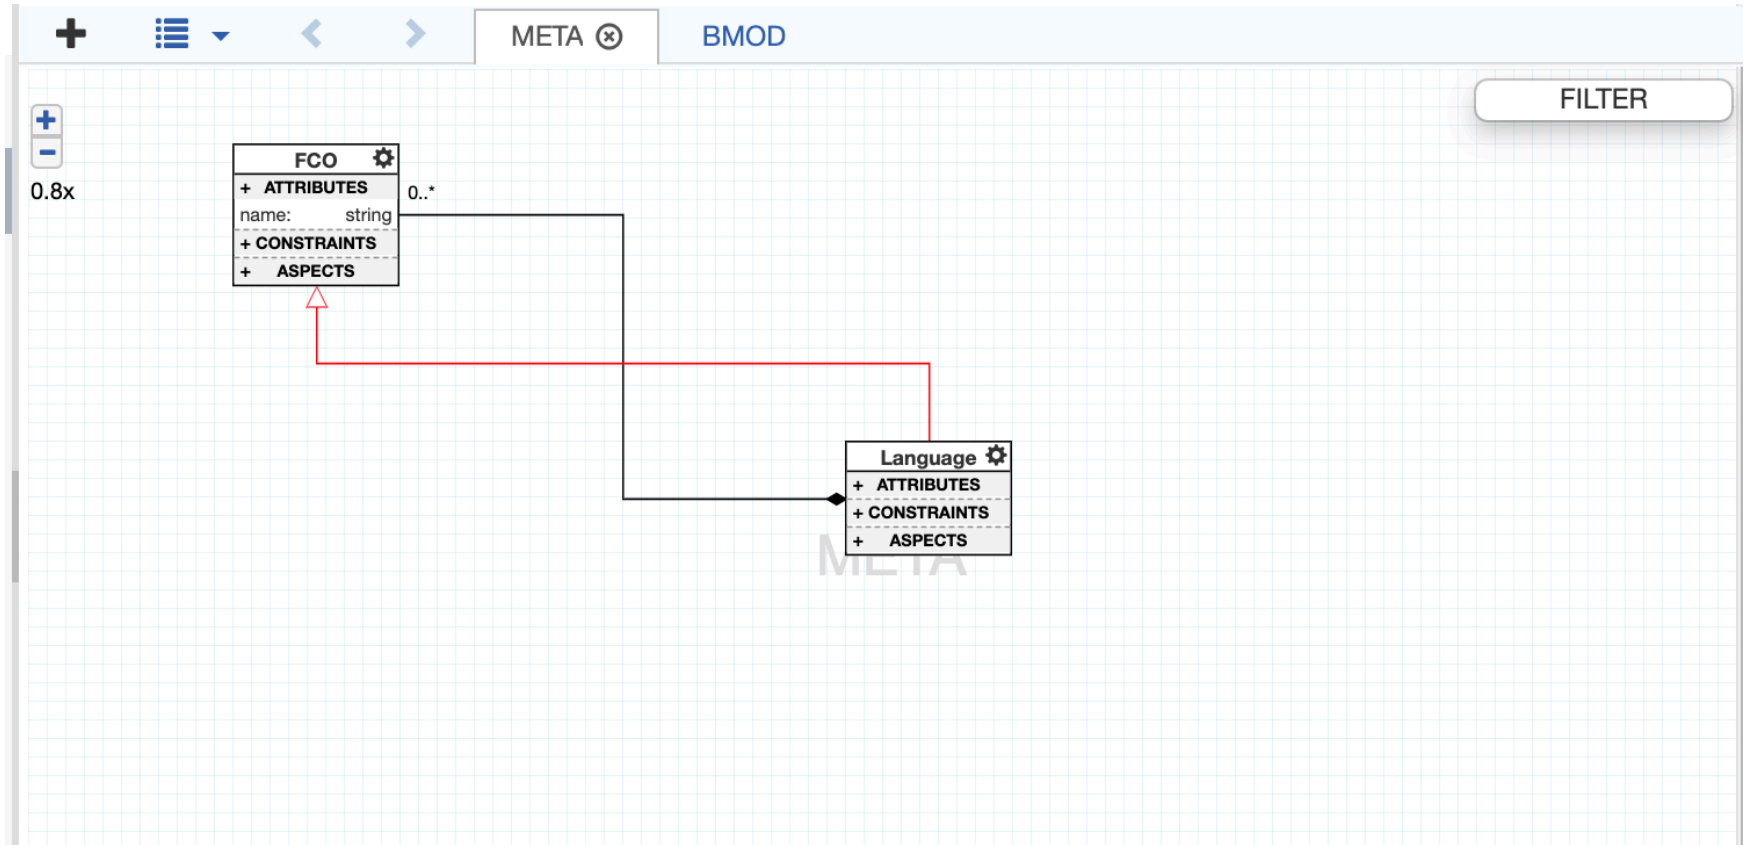 META BMOD
FILTER
0.8x
FCO
+ ATTRIBUTES
0..*
name: string
+ CONSTRAINTS
+ ASPECTS
Language
+ ATTRIBUTES
+ CONSTRAINTS
+ ASPECTS
META